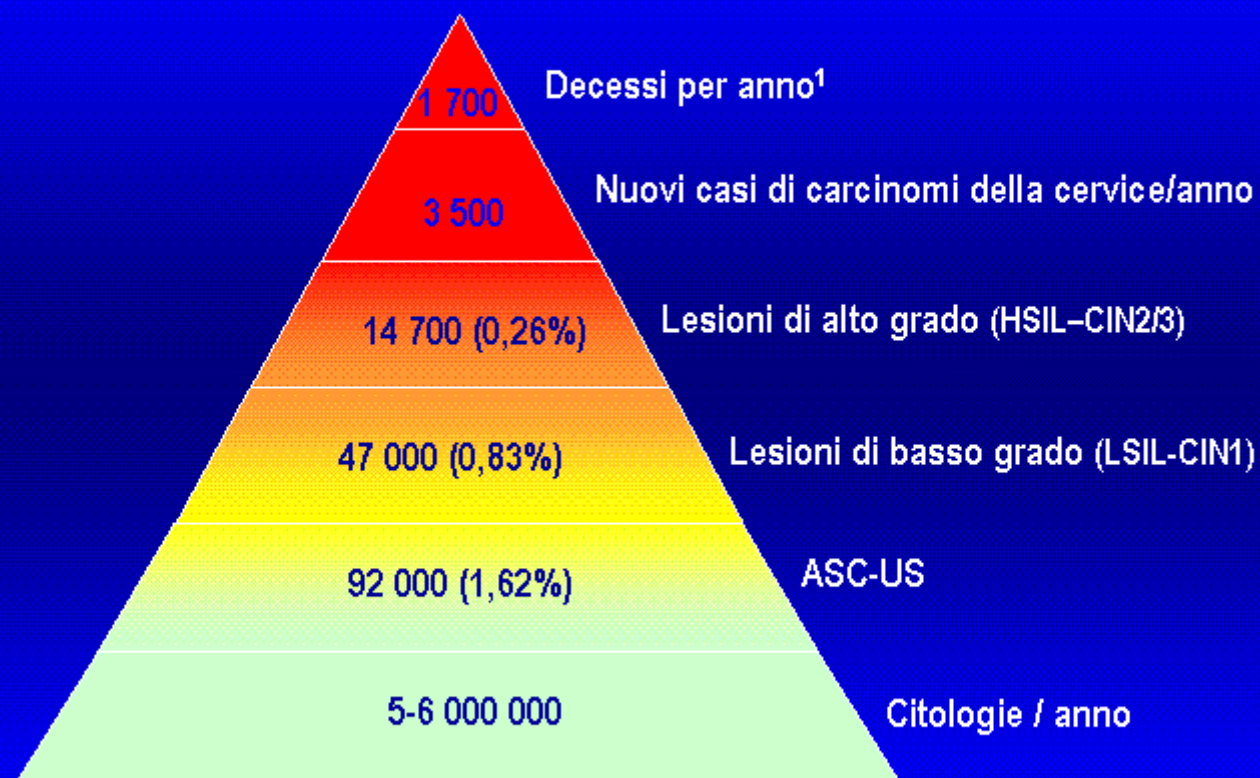 1 700 Decessi per anno¹
3 500 Nuovi casi di carcinomi della cervice/anno
14 700 (0,26%) Lesioni di alto grado (HSIL–CIN2/3)
47 000 (0,83%) Lesioni di basso grado (LSIL-CIN1)
92 000 (1,62%) ASC-US
5-6 000 000 Citologie / anno